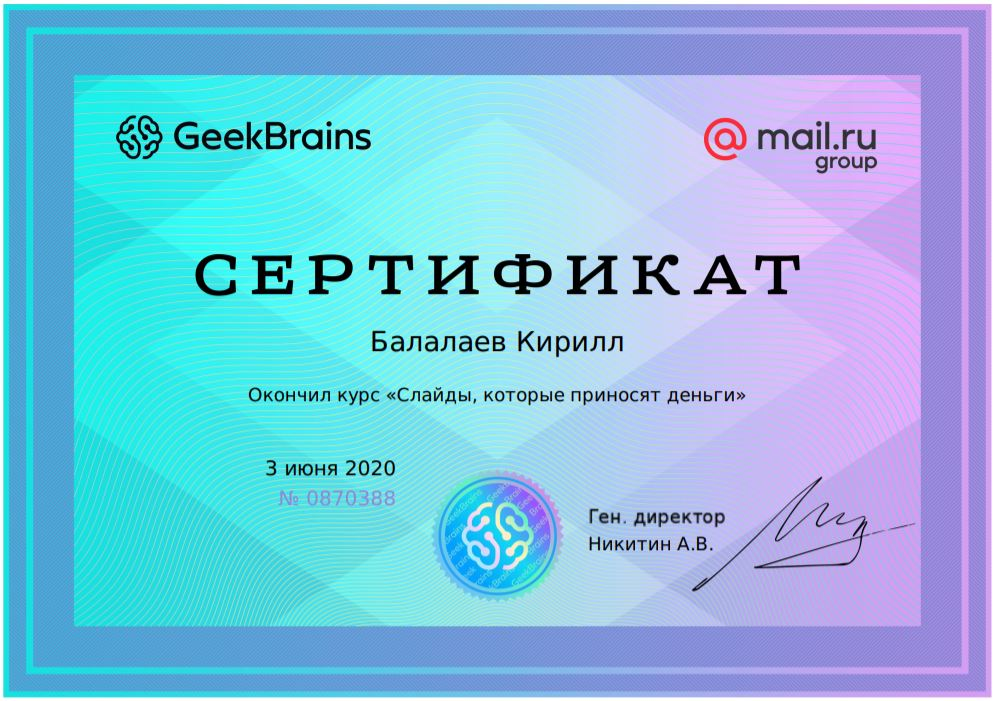 GeekBrains
@ mail.ru
group
СЕРТИФИКАТ
Балалаев Кирилл
Окончил курс «Слайды, которые приносят деньги»
3 июня 2020
№ 0870388
Ген. директор
Никитин А.В.